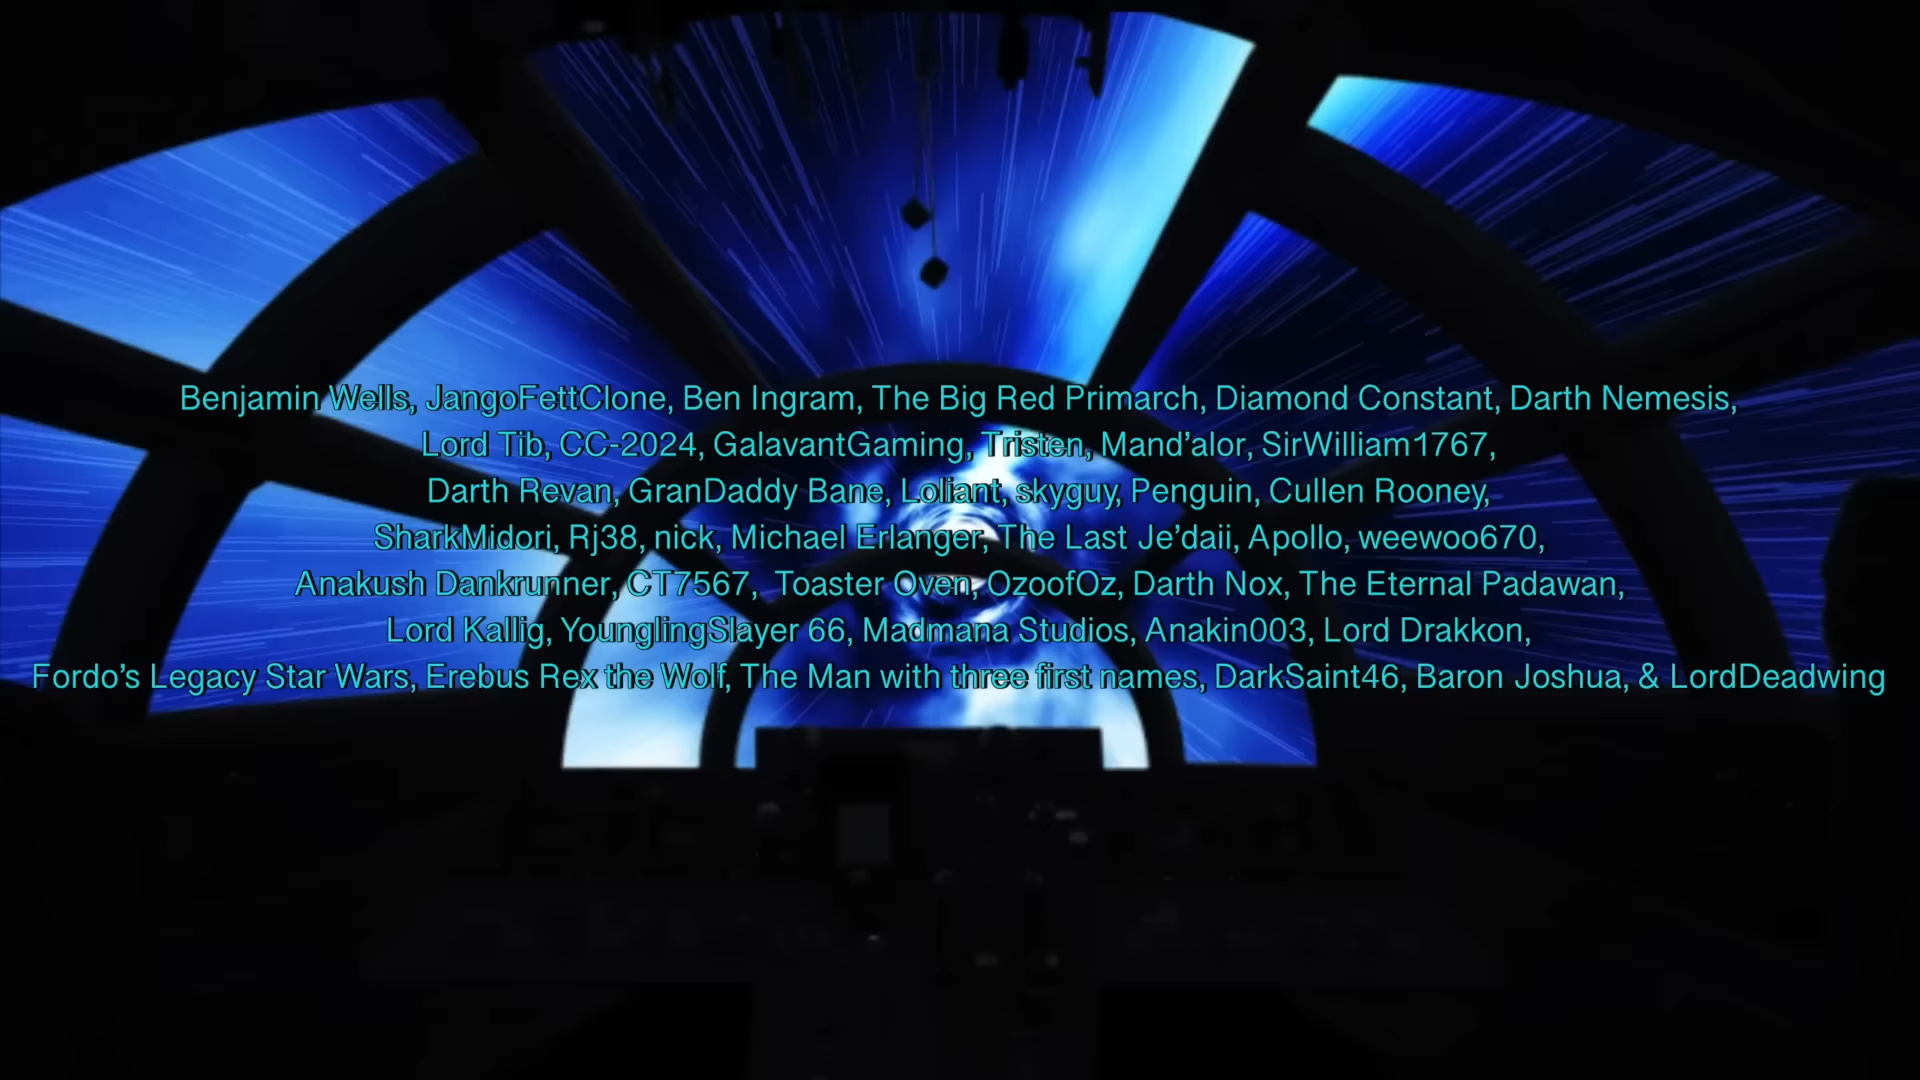 Benjamin Wells, JangoFettClone, Ben Ingram, The Big Red Primarch, Diamond Constant, Darth Nemesis,
Lord Tib, CC-2024, GalavantGaming, Tristen, Mand’alor, SirWilliam1767,
Darth Revan, GranDaddy Bane, Loliant, skyguy, Penguin, Cullen Rooney,
SharkMidori, Rj38, nick, Michael Erlanger, The Last Je’daii, Apollo, weewoo670,
Anakush Dankrunner, CT7567,  Toaster Oven, OzoofOz, Darth Nox, The Eternal Padawan,
Lord Kallig, YounglingSlayer 66, Madmana Studios, Anakin003, Lord Drakkon,
Fordo’s Legacy Star Wars, Erebus Rex the Wolf, The Man with three first names, DarkSaint46, Baron Joshua, & LordDeadwing